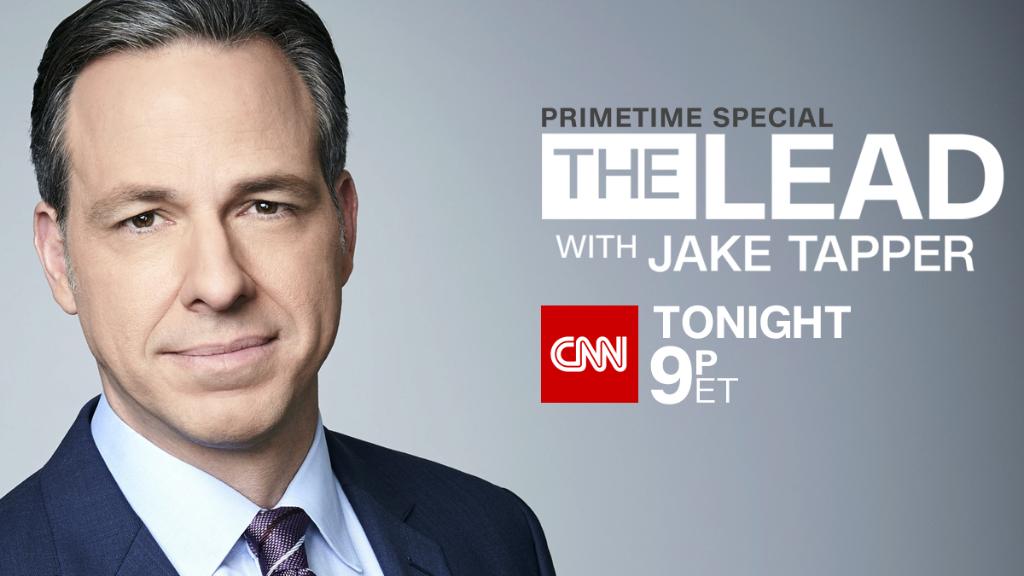 PRIMETIME SPECIAL
THE LEAD
WITH JAKE TAPPER
CNN
TONIGHT
9P
ET